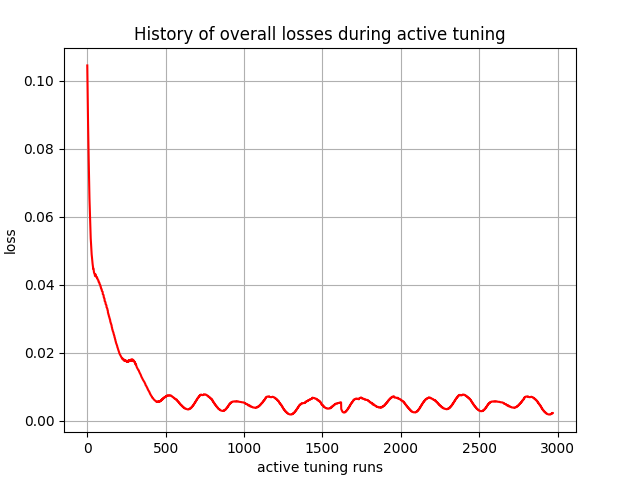 History of overall losses during active tuning
0.10
0.08
0.06
0.04
0.02
0.00
loss
0 500 1000 1500 2000 2500 3000
active tuning runs